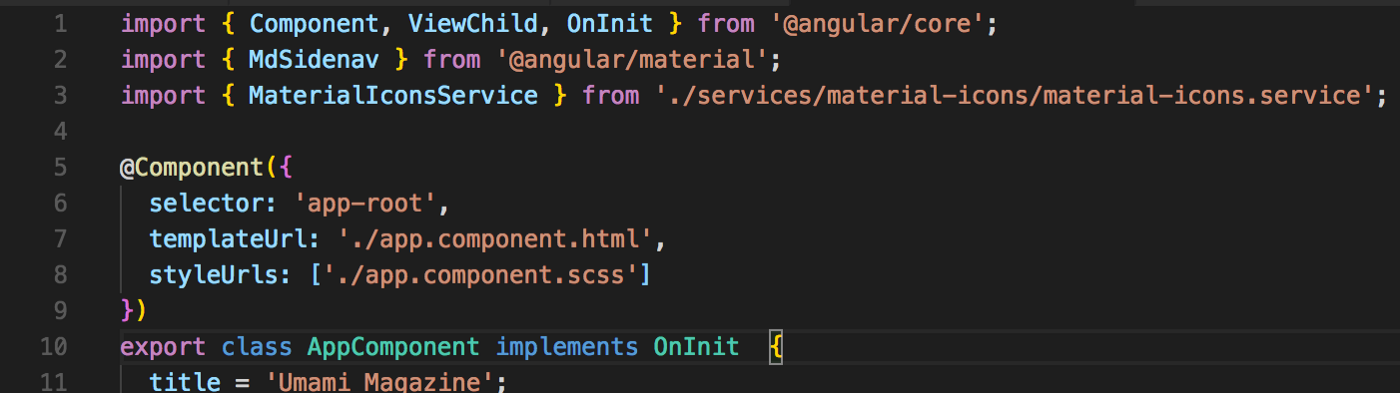 1 import { Component, ViewChild, OnInit } from '@angular/core';
2 import { MdSidenav } from '@angular/material';
3 import { MaterialIconsService } from './services/material-icons/material-icons.service';
4
5 @Component({
6   selector: 'app-root',
7   templateUrl: './app.component.html',
8   styleUrls: ['./app.component.scss']
9 })
10 export class AppComponent implements OnInit  {
11   title = 'Umami Magazine';